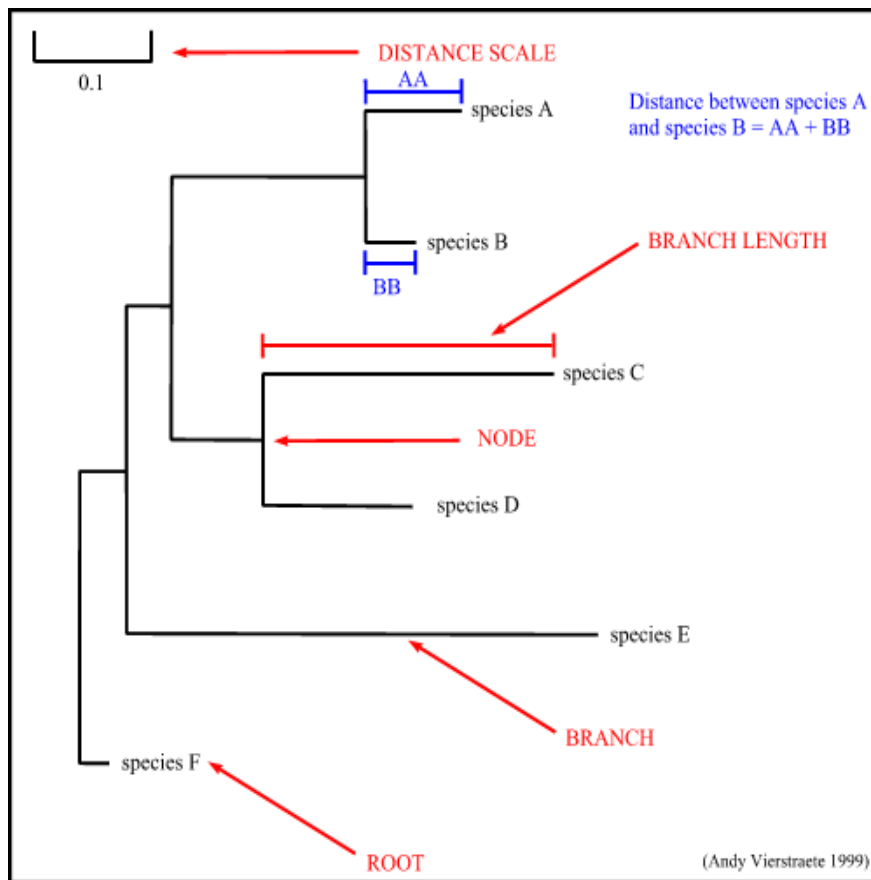 DISTANCE SCALE
0.1
AA
species A
Distance between species A
and species B = AA + BB
species B
BB
BRANCH LENGTH
species C
NODE
species D
species E
BRANCH
species F
ROOT
(Andy Vierstraete 1999)